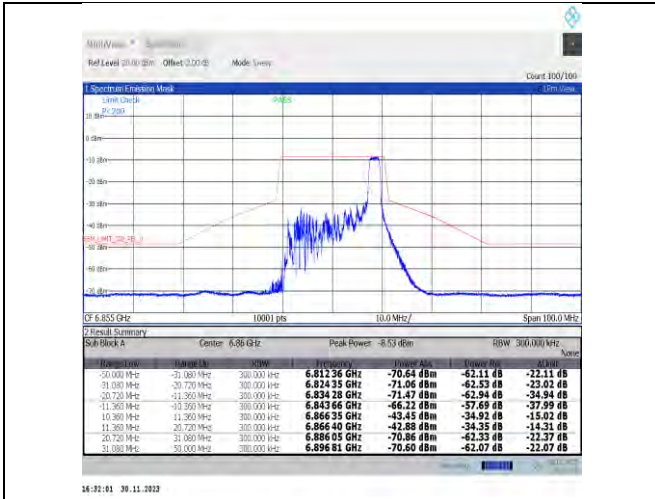 MultiView Spectrum
Ref Level 20.00 dBm Offset 2.00 dB Mode Sweep
Count 100/100
1 Spectrum Emission Mask
Limit Check PASS
10 dBm
0 dBm
-10 dBm
-20 dBm
-30 dBm
-40 dBm
-50 dBm
-60 dBm
-70 dBm
CF 6.855 GHz 10001 pts 10.0 MHz/ Span 100.0 MHz
2 Result Summary
Sub Block A Center 6.86 GHz Peak Power -8.53 dBm RBW 300.000 kHz
None
Range Low Range Up RBW Frequency Power Abs Power Rel ΔLimit
-50.000 MHz -31.080 MHz 300.000 kHz 6.812 36 GHz -70.64 dBm -62.11 dB -22.11 dB
-31.080 MHz -20.720 MHz 300.000 kHz 6.824 35 GHz -71.06 dBm -62.53 dB -23.02 dB
-20.720 MHz -11.360 MHz 300.000 kHz 6.834 28 GHz -71.47 dBm -62.94 dB -34.94 dB
-11.360 MHz -10.360 MHz 300.000 kHz 6.843 66 GHz -66.22 dBm -57.69 dB -37.99 dB
10.360 MHz 11.360 MHz 300.000 kHz 6.866 35 GHz -43.45 dBm -34.92 dB -15.02 dB
11.360 MHz 20.720 MHz 300.000 kHz 6.866 40 GHz -42.88 dBm -34.35 dB -14.31 dB
20.720 MHz 31.080 MHz 300.000 kHz 6.886 05 GHz -70.86 dBm -62.33 dB -22.37 dB
31.080 MHz 50.000 MHz 300.000 kHz 6.896 81 GHz -70.60 dBm -62.07 dB -22.07 dB
16:32:01 30.11.2023